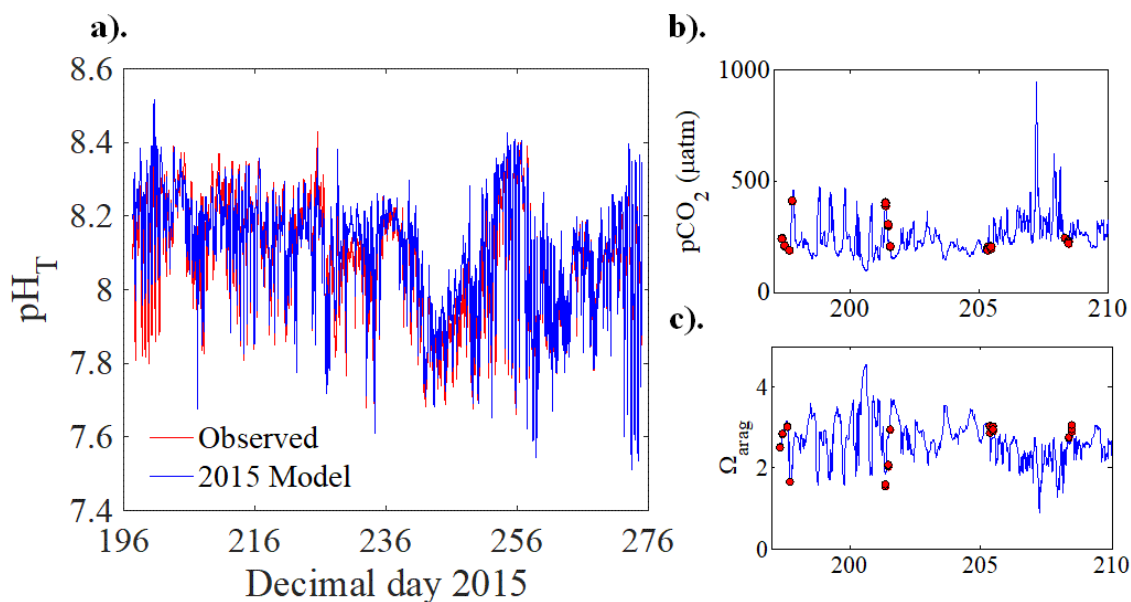 a).
8.6
8.4
8.2
8
7.8
7.6
7.4
pH_T
Observed
2015 Model
196 216 236 256 276
Decimal day 2015
b).
1000
500
0
pCO₂ (μatm)
200 205 210
c).
4
2
0
Ω_arag
200 205 210